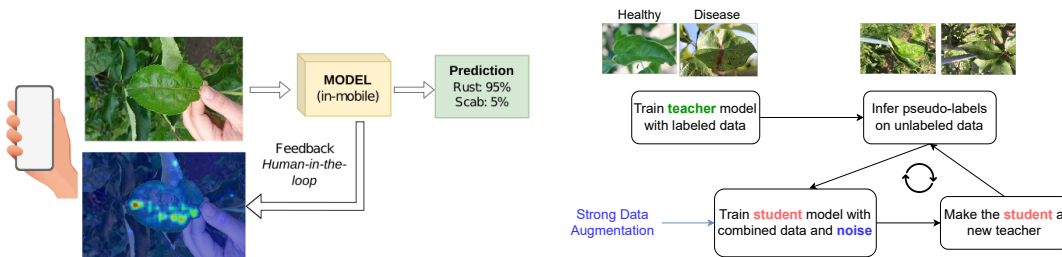 MODEL
(in-mobile)
Prediction
Rust: 95%
Scab: 5%
Feedback
Human-in-the-
loop
Healthy
Disease
Train teacher model
with labeled data
Infer pseudo-labels
on unlabeled data
Strong Data
Augmentation
Train student model with
combined data and noise
Make the student a
new teacher